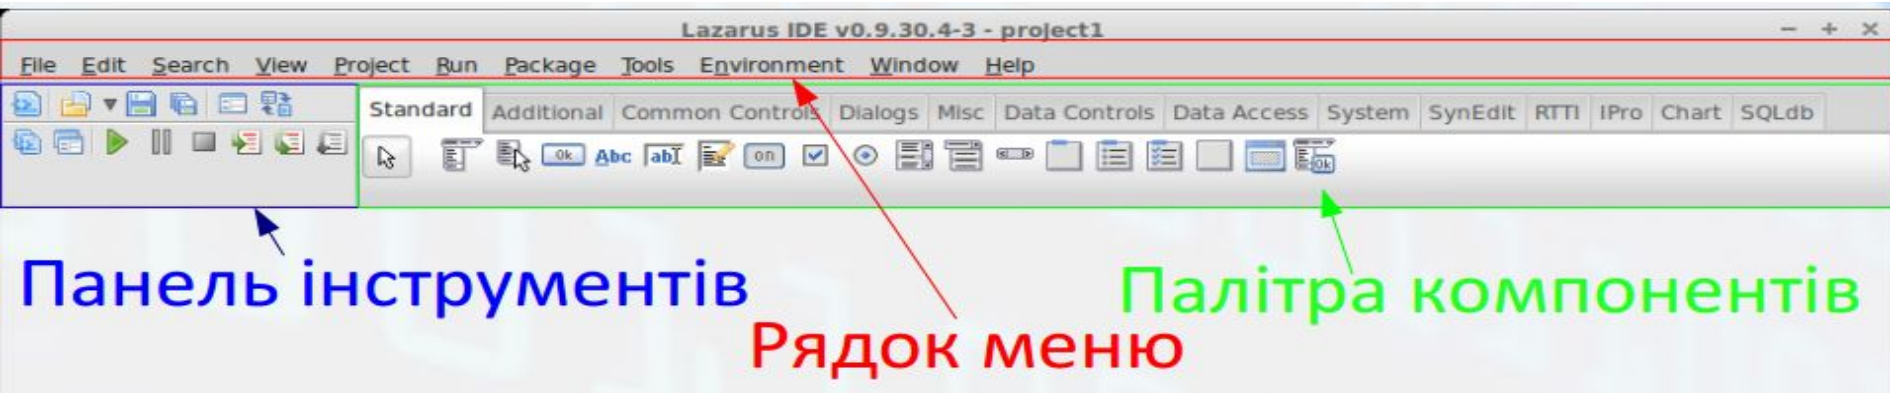 Lazarus IDE v0.9.30.4-3 - project1
File Edit Search View Project Run Package Tools Environment Window Help
Standard Additional Common Controls Dialogs Misc Data Controls Data Access System SynEdit RTTI IPro Chart SQLdb
Ok Abc abI on Ok
Панель інструментів
Палітра компонентів
Рядок меню